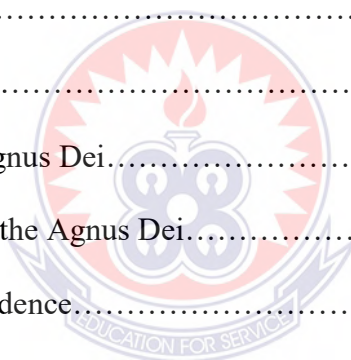 ……………………………………
……………………………………
gnus Dei……………………
the Agnus Dei………………
dence………………………
EDUCATION FOR SERVICE